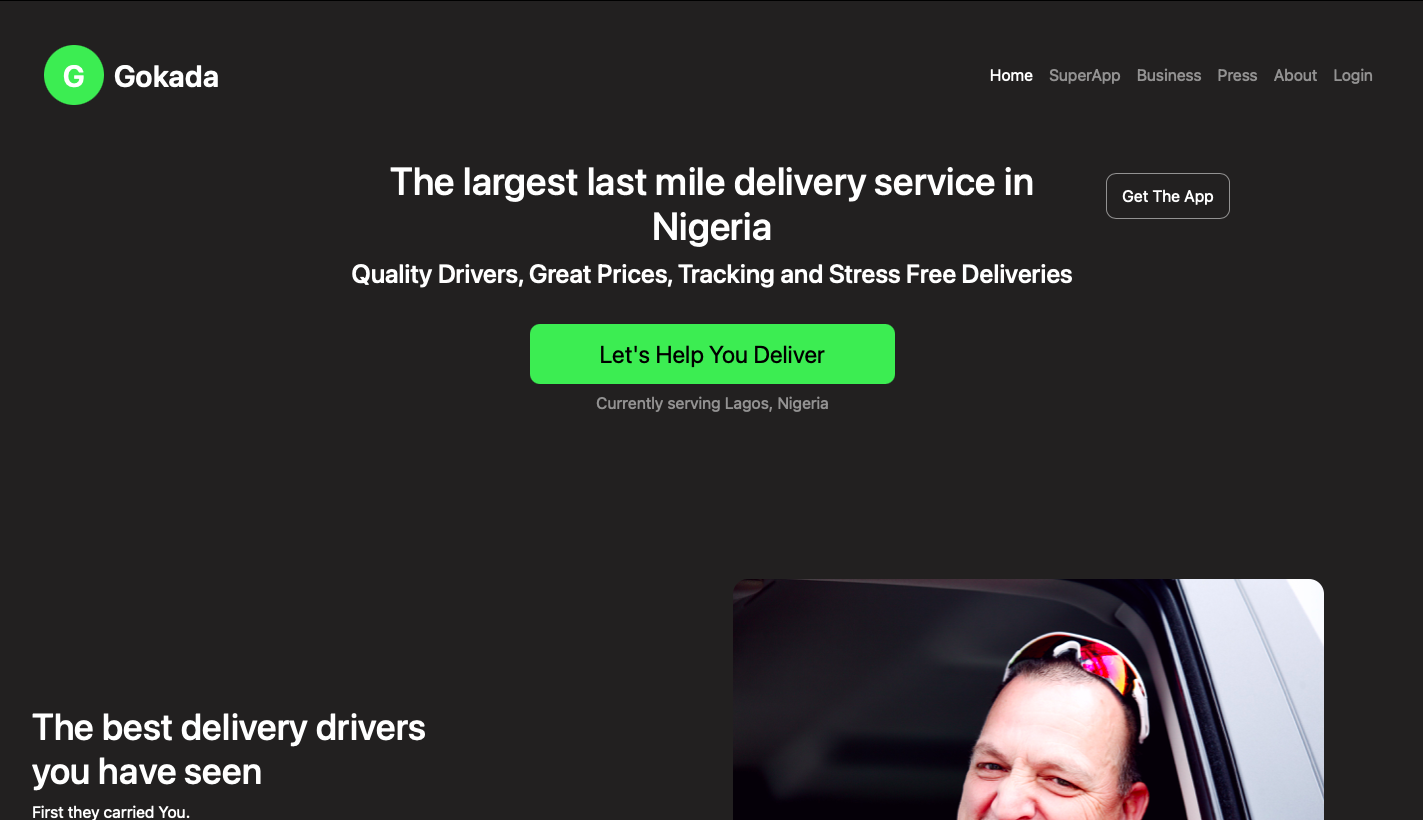 G Gokada
Home SuperApp Business Press About Login
The largest last mile delivery service in
Nigeria
Get The App
Quality Drivers, Great Prices, Tracking and Stress Free Deliveries
Let's Help You Deliver
Currently serving Lagos, Nigeria
The best delivery drivers
you have seen
First they carried You.